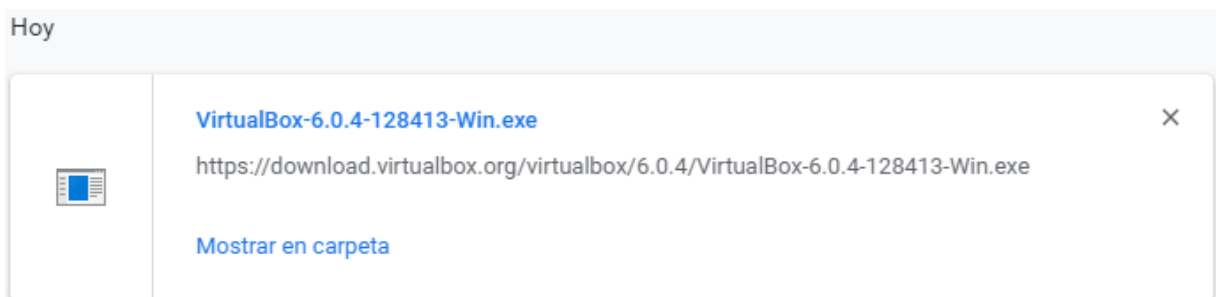 Hoy
VirtualBox-6.0.4-128413-Win.exe
https://download.virtualbox.org/virtualbox/6.0.4/VirtualBox-6.0.4-128413-Win.exe
Mostrar en carpeta